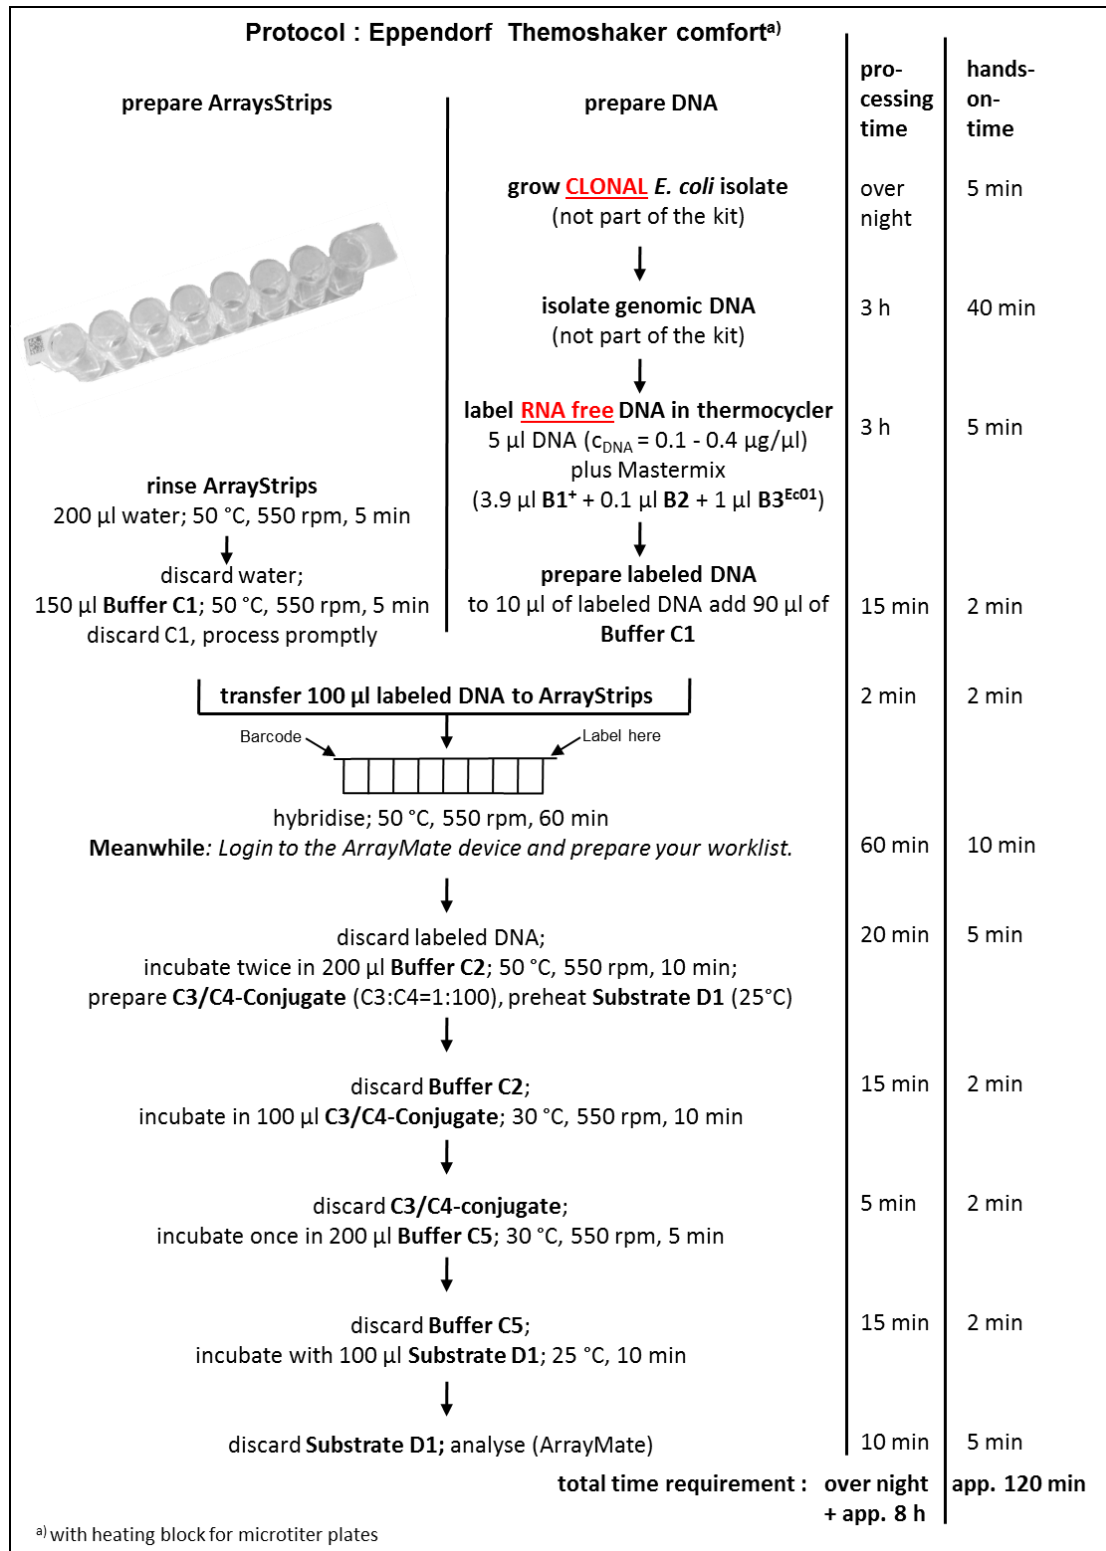 Protocol : Eppendorf Themoshaker comfort a)
pro-
cessing
time
hands-
on-
time
prepare ArraysStrips
prepare DNA
grow CLONAL E. coli isolate
(not part of the kit)
over
night
5 min
isolate genomic DNA
(not part of the kit)
3 h
40 min
label RNA free DNA in thermocycler
5 µl DNA (cDNA = 0.1 - 0.4 µg/µl)
plus Mastermix
(3.9 µl B1+ + 0.1 µl B2 + 1 µl B3Ec01)
3 h
5 min
rinse ArrayStrips
200 µl water; 50 °C, 550 rpm, 5 min
discard water;
150 µl Buffer C1; 50 °C, 550 rpm, 5 min
discard C1, process promptly
prepare labeled DNA
to 10 µl of labeled DNA add 90 µl of
Buffer C1
15 min
2 min
transfer 100 µl labeled DNA to ArrayStrips
2 min
2 min
Barcode
Label here
hybridise; 50 °C, 550 rpm, 60 min
Meanwhile: Login to the ArrayMate device and prepare your worklist.
60 min
10 min
discard labeled DNA;
incubate twice in 200 µl Buffer C2; 50 °C, 550 rpm, 10 min;
prepare C3/C4-Conjugate (C3:C4=1:100), preheat Substrate D1 (25°C)
20 min
5 min
discard Buffer C2;
incubate in 100 µl C3/C4-Conjugate; 30 °C, 550 rpm, 10 min
15 min
2 min
discard C3/C4-conjugate;
incubate once in 200 µl Buffer C5; 30 °C, 550 rpm, 5 min
5 min
2 min
discard Buffer C5;
incubate with 100 µl Substrate D1; 25 °C, 10 min
15 min
2 min
discard Substrate D1; analyse (ArrayMate)
10 min
5 min
total time requirement : over night
+ app. 8 h
app. 120 min
a) with heating block for microtiter plates